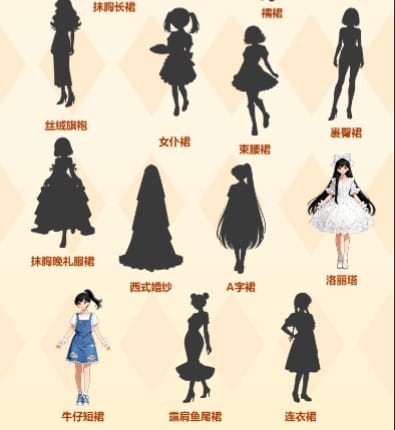 抹胸长裙
襦裙
丝绒旗袍
女仆裙
束腰裙
裹臀裙
抹胸晚礼服裙
西式婚纱
A字裙
洛丽塔
牛仔短裙
露肩鱼尾裙
连衣裙